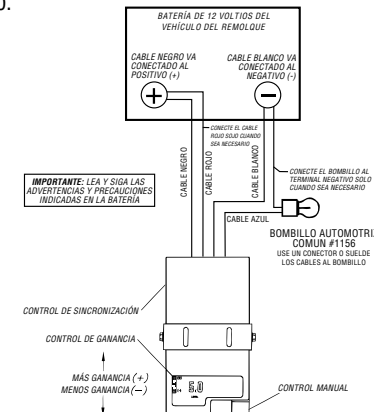 BATERÍA DE 12 VOLTIOS DEL
VEHÍCULO DEL REMOLQUE
CABLE NEGRO VA
CONECTADO AL
POSITIVO (+)
CABLE BLANCO VA
CONECTADO AL
NEGATIVO (-)
CONECTE EL CABLE
ROJO SOLO CUANDO
SEA NECESARIO
CABLE NEGRO
CABLE ROJO
CABLE BLANCO
CONECTE EL BOMBILLO AL
TERMINAL NEGATIVO SOLO
CUANDO SEA NECESARIO
IMPORTANTE: LEA Y SIGA LAS
ADVERTENCIAS Y PRECAUCIONES
INDICADAS EN LA BATERÍA
CABLE AZUL
BOMBILLO AUTOMOTRI
COMUN #1156
USE UN CONECTOR O SUELDE
LOS CABLES AL BOMBILLO
CONTROL DE SINCRONIZACIÓN
CONTROL DE GANANCIA
MÁS GANANCIA (+)
MENOS GANANCIA (−)
CONTROL MANUAL